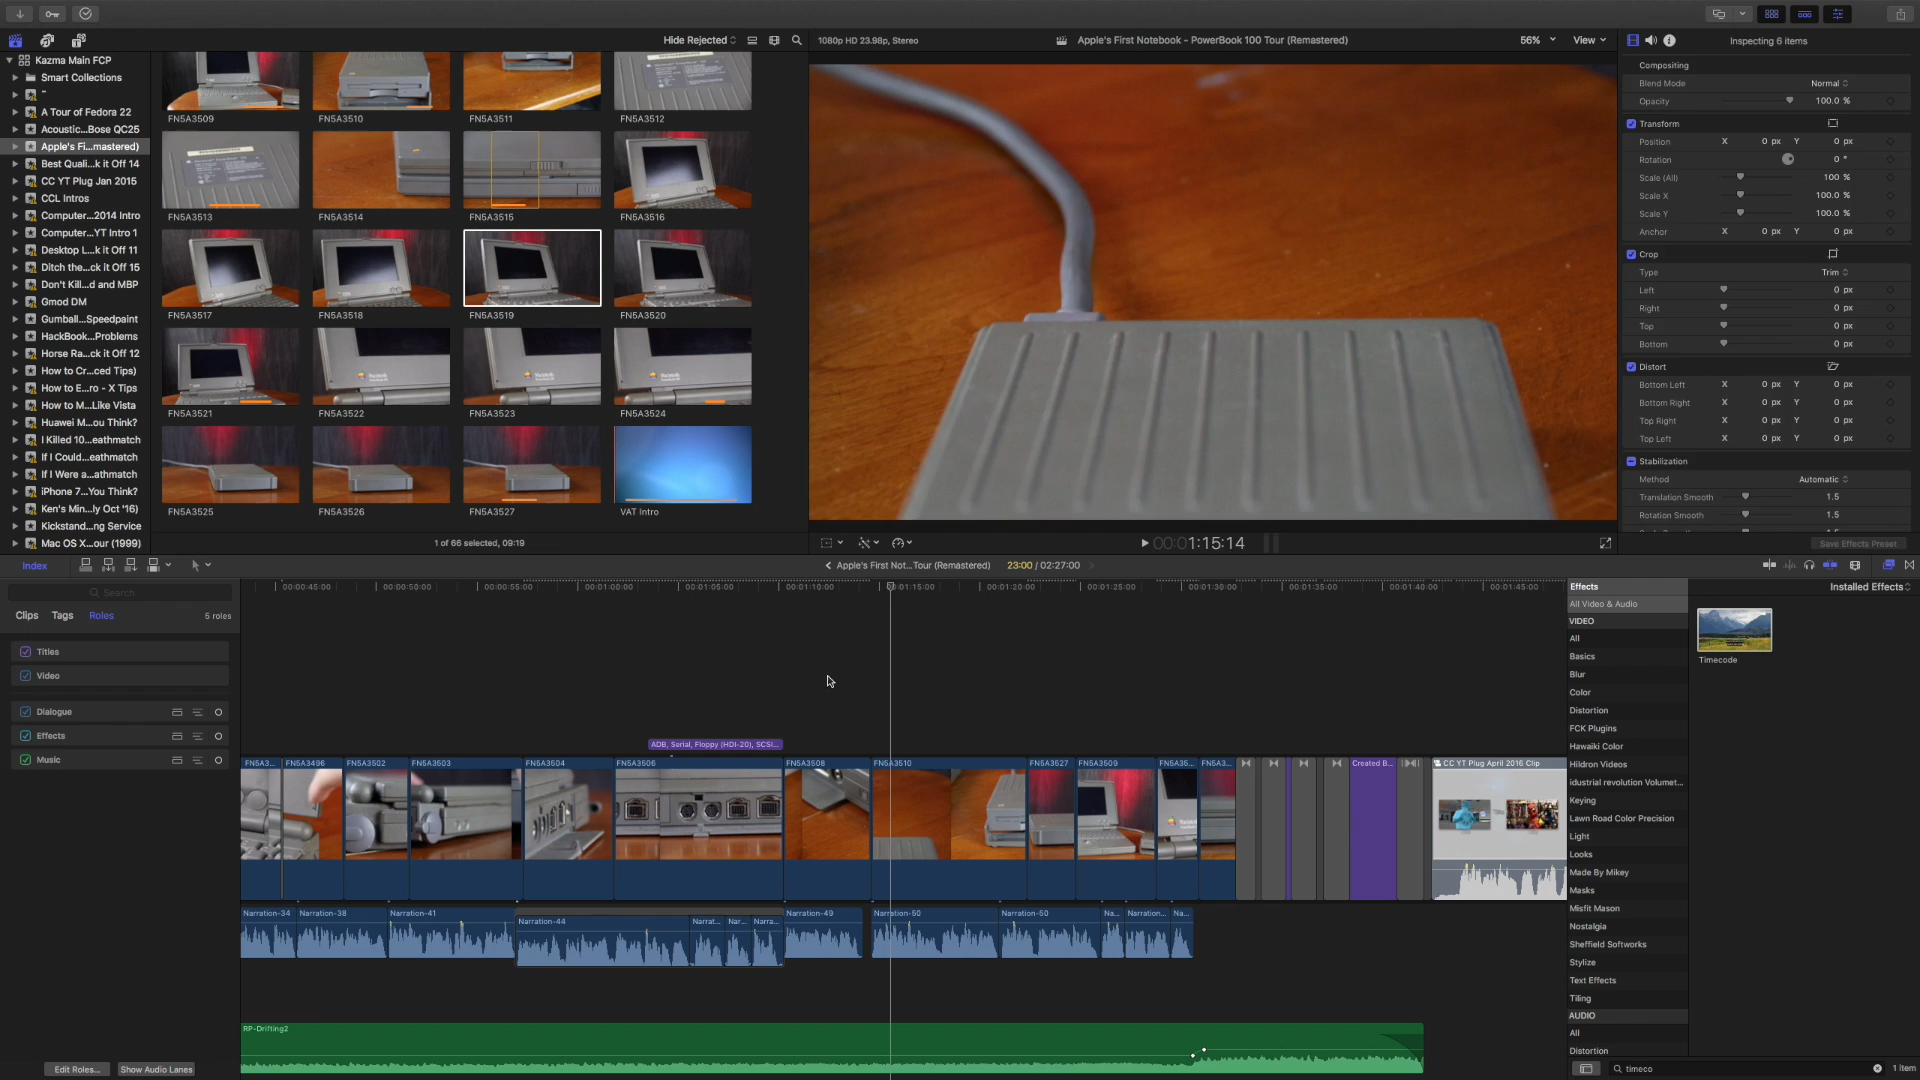 Hide Rejected
1080p HD 23.98p, Stereo
Apple's First Notebook - PowerBook 100 Tour (Remastered)
56%
View
Inspecting 6 items
Kazma Main FCP
Smart Collections
A Tour of Fedora 22
Acoustic...Bose QC25
Apple's Fi...mastered)
Best Quali...k it Off 14
CC YT Plug Jan 2015
CCL Intros
Computer...2014 Intro
Computer...YT Intro 1
Desktop L...k it Off 11
Ditch the...ck it Off 15
Don't Kill...d and MBP
Gmod DM
Gumball...Speedpaint
HackBook...Problems
Horse Ra...ck it Off 12
How to Cr...ced Tips)
How to E...ro - X Tips
How to M...Like Vista
Huawei M...ou Think?
I Killed 10...eathmatch
If I Could...eathmatch
If I Were a...athmatch
iPhone 7...You Think?
Ken's Min...ly Oct '16)
Kickstand...ng Service
Mac OS X...our (1999)
FN5A3509
FN5A3510
FN5A3511
FN5A3512
FN5A3513
FN5A3514
FN5A3515
FN5A3516
FN5A3517
FN5A3518
FN5A3519
FN5A3520
FN5A3521
FN5A3522
FN5A3523
FN5A3524
FN5A3525
FN5A3526
FN5A3527
VAT Intro
1 of 66 selected, 09:19
00:00:1:15:14
Compositing
Blend Mode Normal
Opacity 100.0 %
Transform
Position X 0 px Y 0 px
Rotation 0 °
Scale (All) 100 %
Scale X 100.0 %
Scale Y 100.0 %
Anchor X 0 px Y 0 px
Crop
Type Trim
Left 0 px
Right 0 px
Top 0 px
Bottom 0 px
Distort
Bottom Left X 0 px Y 0 px
Bottom Right X 0 px Y 0 px
Top Right X 0 px Y 0 px
Top Left X 0 px Y 0 px
Stabilization
Method Automatic
Translation Smooth 1.5
Rotation Smooth 1.5
Save Effects Preset
Index
Apple's First Not...Tour (Remastered)
23:00 / 02:27:00
Search
Clips Tags Roles 5 roles
Titles
Video
Dialogue
Effects
Music
Edit Roles...
Show Audio Lanes
00:00:45:00 00:00:50:00 00:00:55:00 00:01:00:00 00:01:05:00 00:01:10:00 00:01:15:00 00:01:20:00 00:01:25:00 00:01:30:00 00:01:35:00 00:01:40:00 00:01:45:00
ADB, Serial, Floppy (HDI-20), SCSI...
FN5A3... FN5A3496 FN5A3502 FN5A3503 FN5A3504 FN5A3506 FN5A3508 FN5A3510 FN5A3527 FN5A3509 FN5A35... FN5A3... Created B... CC YT Plug April 2016 Clip
Narration-34 Narration-38 Narration-41 Narration-44 Narrat... Nar... Narra... Narration-49 Narration-50 Narration-50 Na... Narration... Na...
RP-Drifting2
Effects
Installed Effects
All Video & Audio
VIDEO
All
Basics
Blur
Color
Distortion
FCK Plugins
Hawaiki Color
Hildron Videos
idustrial revolution Volumet...
Keying
Lawn Road Color Precision
Light
Looks
Made By Mikey
Masks
Misfit Mason
Nostalgia
Sheffield Softworks
Stylize
Text Effects
Tiling
AUDIO
All
Distortion
Timecode
timeco
1 item